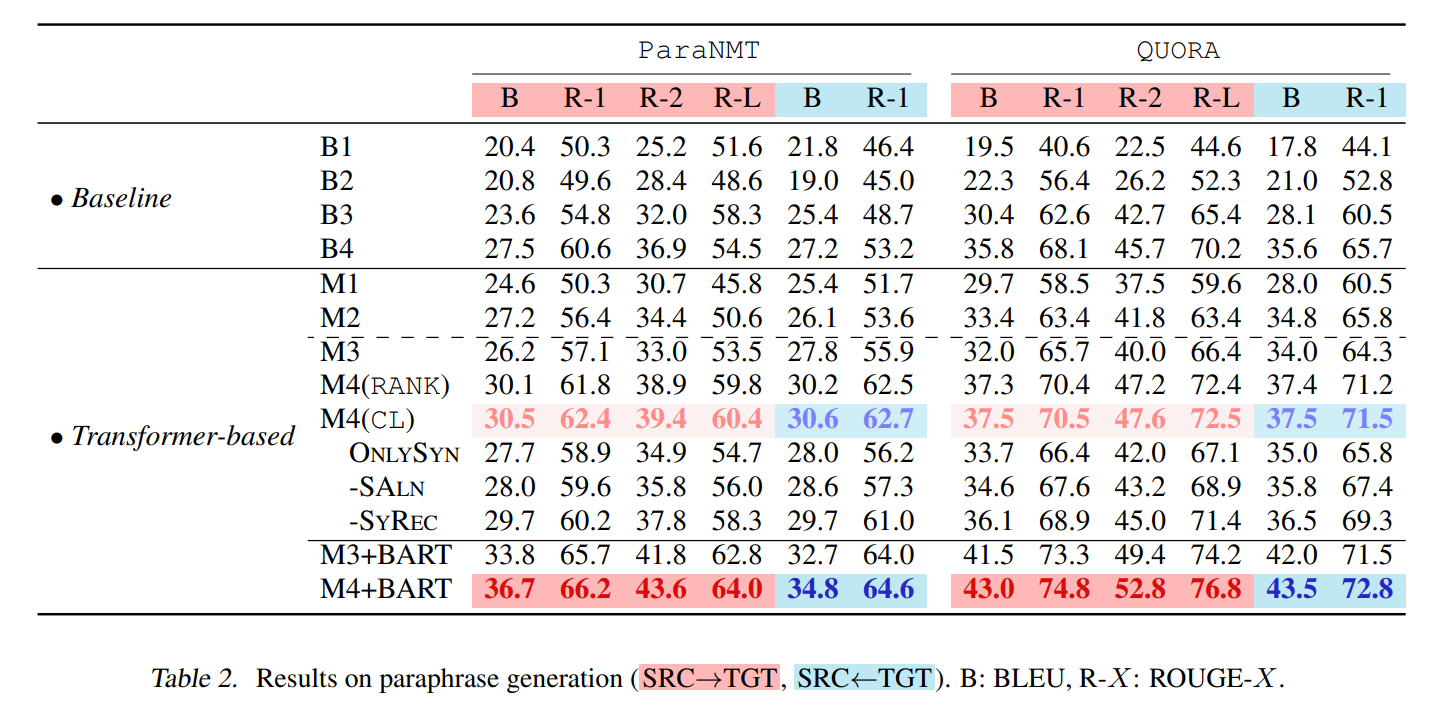 ParaNMT QUORA
B R-1 R-2 R-L B R-1 B R-1 R-2 R-L B R-1
B1 20.4 50.3 25.2 51.6 21.8 46.4 19.5 40.6 22.5 44.6 17.8 44.1
B2 20.8 49.6 28.4 48.6 19.0 45.0 22.3 56.4 26.2 52.3 21.0 52.8
• Baseline
B3 23.6 54.8 32.0 58.3 25.4 48.7 30.4 62.6 42.7 65.4 28.1 60.5
B4 27.5 60.6 36.9 54.5 27.2 53.2 35.8 68.1 45.7 70.2 35.6 65.7
M1 24.6 50.3 30.7 45.8 25.4 51.7 29.7 58.5 37.5 59.6 28.0 60.5
M2 27.2 56.4 34.4 50.6 26.1 53.6 33.4 63.4 41.8 63.4 34.8 65.8
M3 26.2 57.1 33.0 53.5 27.8 55.9 32.0 65.7 40.0 66.4 34.0 64.3
M4(RANK) 30.1 61.8 38.9 59.8 30.2 62.5 37.3 70.4 47.2 72.4 37.4 71.2
M4(CL) 30.5 62.4 39.4 60.4 30.6 62.7 37.5 70.5 47.6 72.5 37.5 71.5
• Transformer-based
ONLYSYN 27.7 58.9 34.9 54.7 28.0 56.2 33.7 66.4 42.0 67.1 35.0 65.8
-SALN 28.0 59.6 35.8 56.0 28.6 57.3 34.6 67.6 43.2 68.9 35.8 67.4
-SYREC 29.7 60.2 37.8 58.3 29.7 61.0 36.1 68.9 45.0 71.4 36.5 69.3
M3+BART 33.8 65.7 41.8 62.8 32.7 64.0 41.5 73.3 49.4 74.2 42.0 71.5
M4+BART 36.7 66.2 43.6 64.0 34.8 64.6 43.0 74.8 52.8 76.8 43.5 72.8
Table 2. Results on paraphrase generation (SRC→TGT, SRC←TGT). B: BLEU, R-X: ROUGE-X.